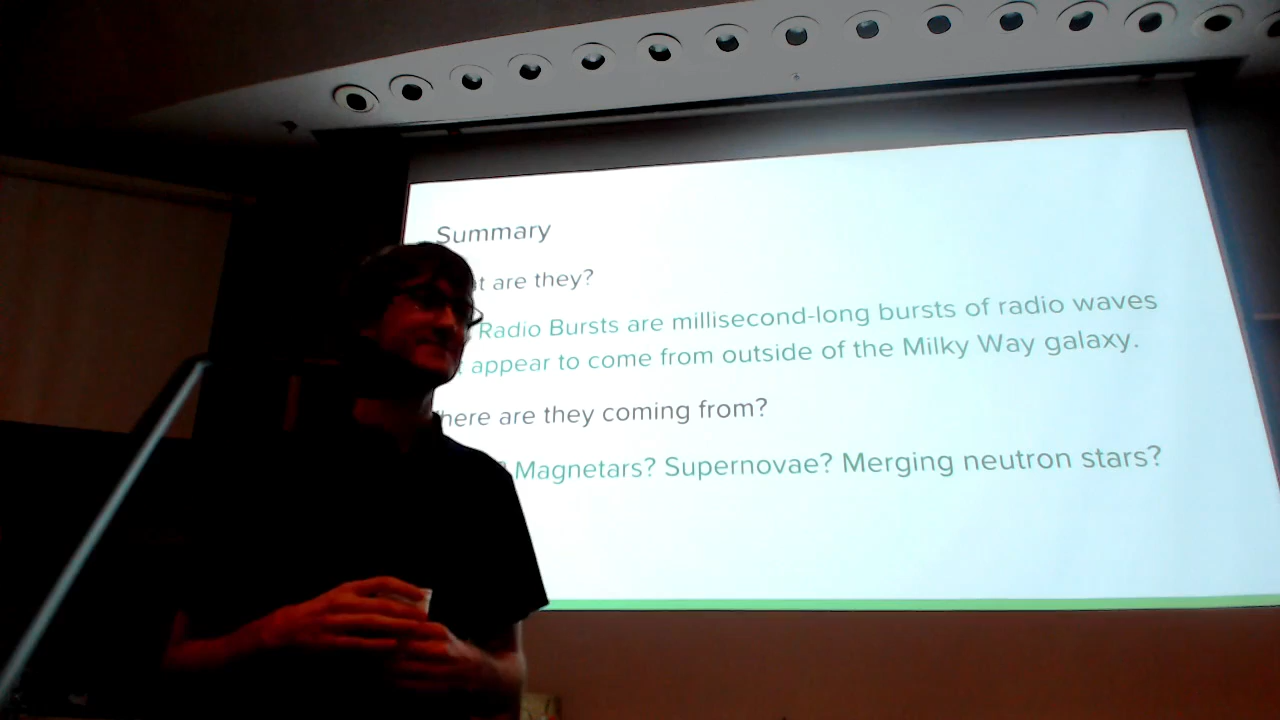 Summary
t are they?
Radio Bursts are millisecond-long bursts of radio waves
appear to come from outside of the Milky Way galaxy.
here are they coming from?
Magnetars? Supernovae? Merging neutron stars?